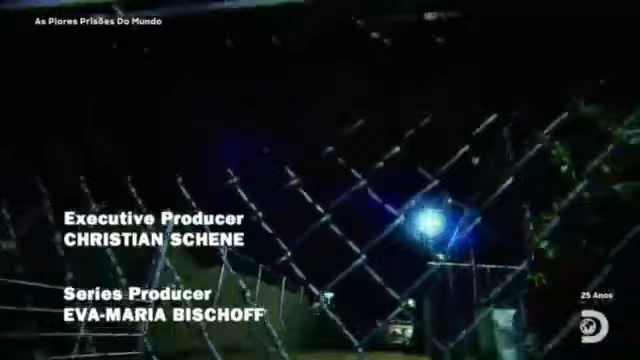 As Piores Prisões Do Mundo
Executive Producer
CHRISTIAN SCHENE
Series Producer
EVA-MARIA BISCHOFF
25 Anos
D